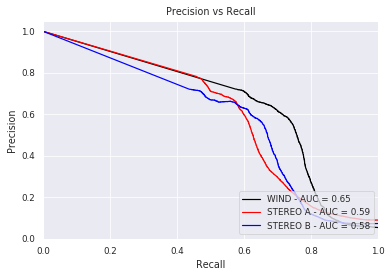 Precision vs Recall
1.0
0.8
0.6
0.4
0.2
0.0
Precision
WIND - AUC = 0.65
STEREO A - AUC = 0.59
STEREO B - AUC = 0.58
0.0 0.2 0.4 0.6 0.8 1.0
Recall